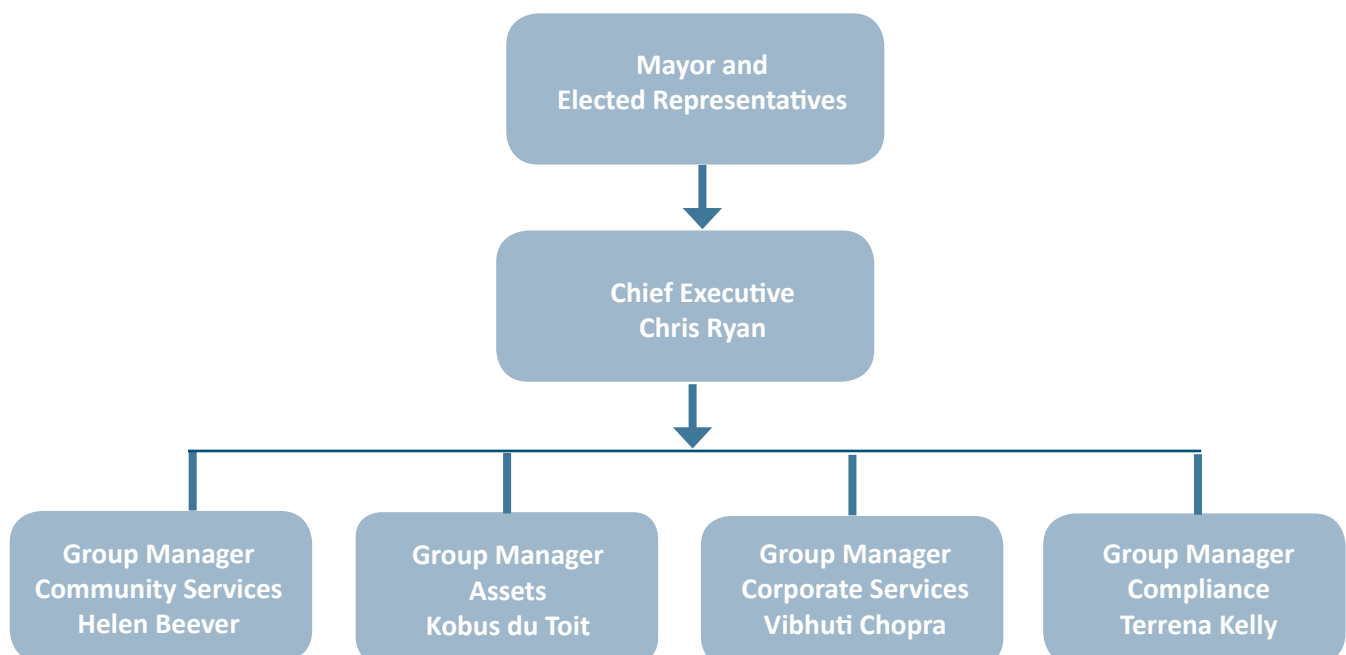 Mayor and
Elected Representatives
Chief Executive
Chris Ryan
Group Manager
Community Services
Helen Beever
Group Manager
Assets
Kobus du Toit
Group Manager
Corporate Services
Vibhuti Chopra
Group Manager
Compliance
Terrena Kelly